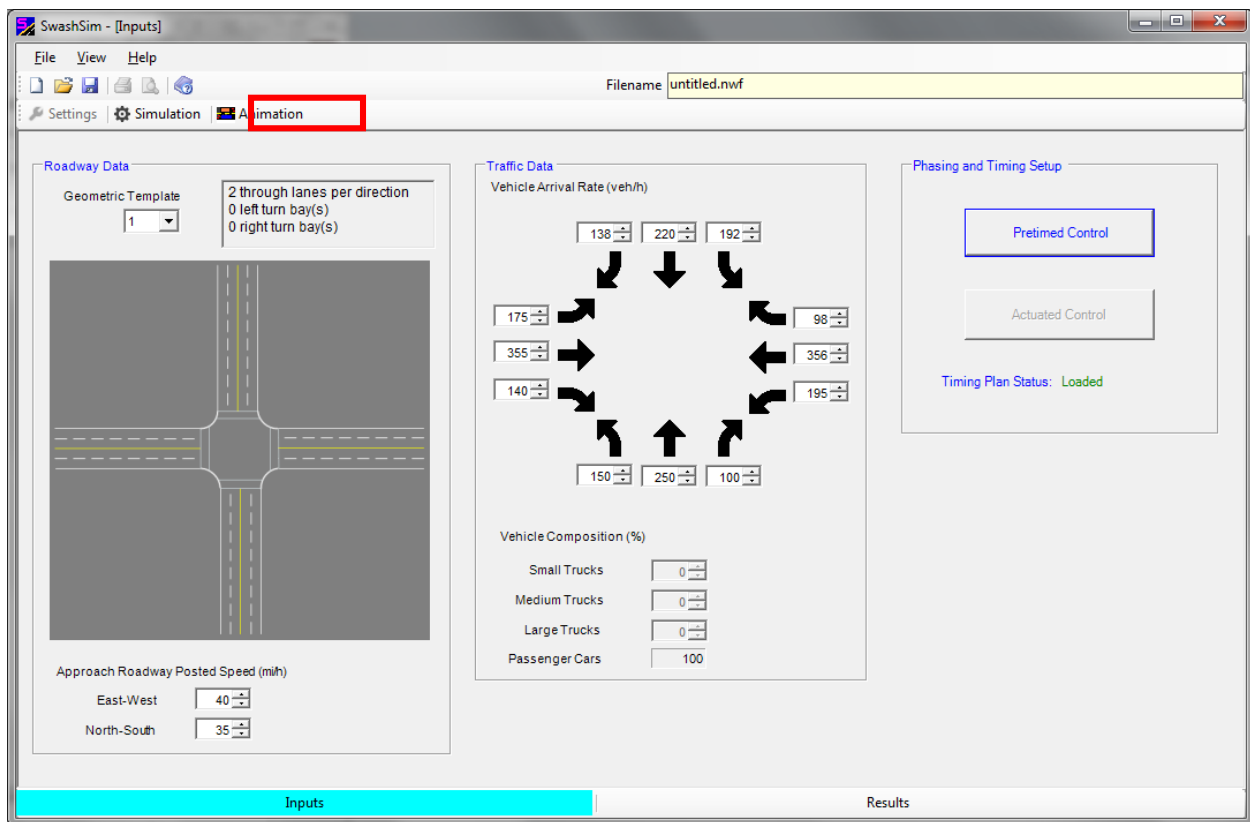 SwashSim - [Inputs]
File View Help
Filename untitled.nwf
Settings Simulation Animation
Roadway Data
Geometric Template
1
2 through lanes per direction
0 left turn bay(s)
0 right turn bay(s)
Approach Roadway Posted Speed (mi/h)
East-West 40
North-South 35
Traffic Data
Vehicle Arrival Rate (veh/h)
138 220 192
175 98
355 356
140 195
150 250 100
Vehicle Composition (%)
Small Trucks 0
Medium Trucks 0
Large Trucks 0
Passenger Cars 100
Phasing and Timing Setup
Pretimed Control
Actuated Control
Timing Plan Status: Loaded
Inputs Results